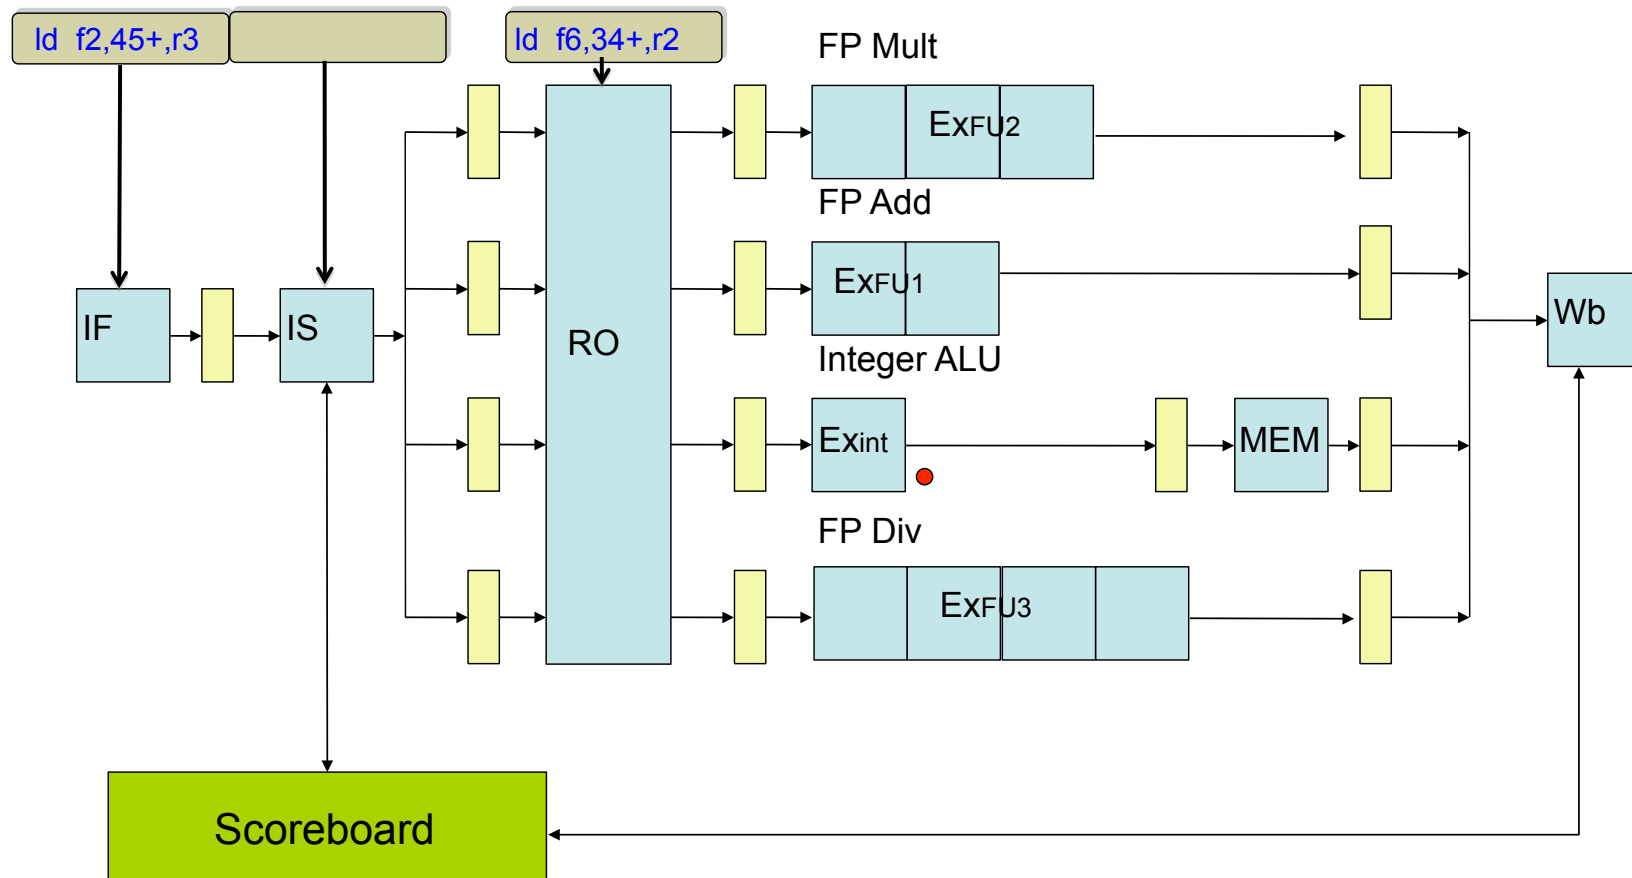 ld f2,45+,r3
ld f6,34+,r2
FP Mult
ExFU2
FP Add
ExFU1
IF
IS
RO
Wb
Integer ALU
Exint
MEM
FP Div
ExFU3
Scoreboard